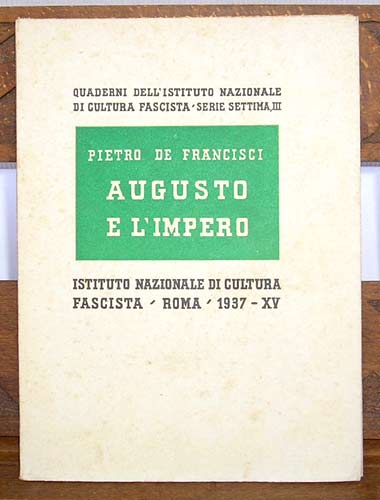 QUADERNI DELL'ISTITUTO NAZIONALE
DI CULTURA FASCISTA - SERIE SETTIMA, III
PIETRO DE FRANCISCI
AUGUSTO
E L'IMPERO
ISTITUTO NAZIONALE DI CULTURA
FASCISTA - ROMA - 1937 - XV